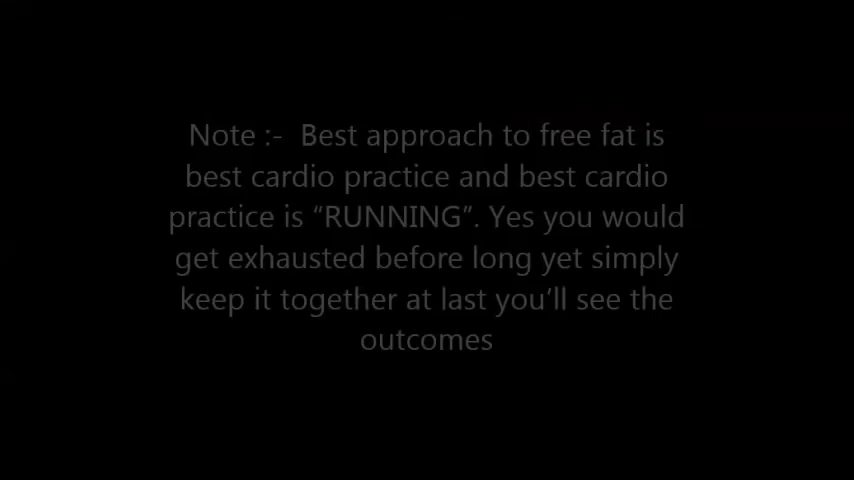 Note :-  Best approach to free fat is
best cardio practice and best cardio
practice is “RUNNING”. Yes you would
get exhausted before long yet simply
keep it together at last you’ll see the
outcomes